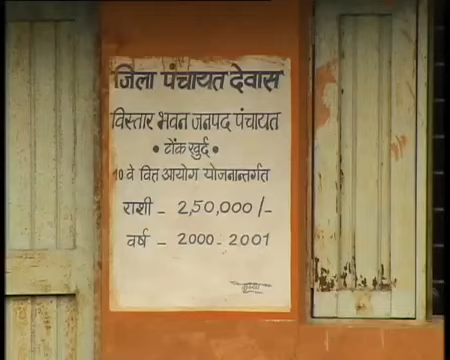 जिला पंचायत देवास
विस्तार भवन जनपद पंचायत
• टोंक खुर्द •
10 वे वित आयोग योजनान्तर्गत
राशी - 2,50,000/-
वर्ष - 2000-2001